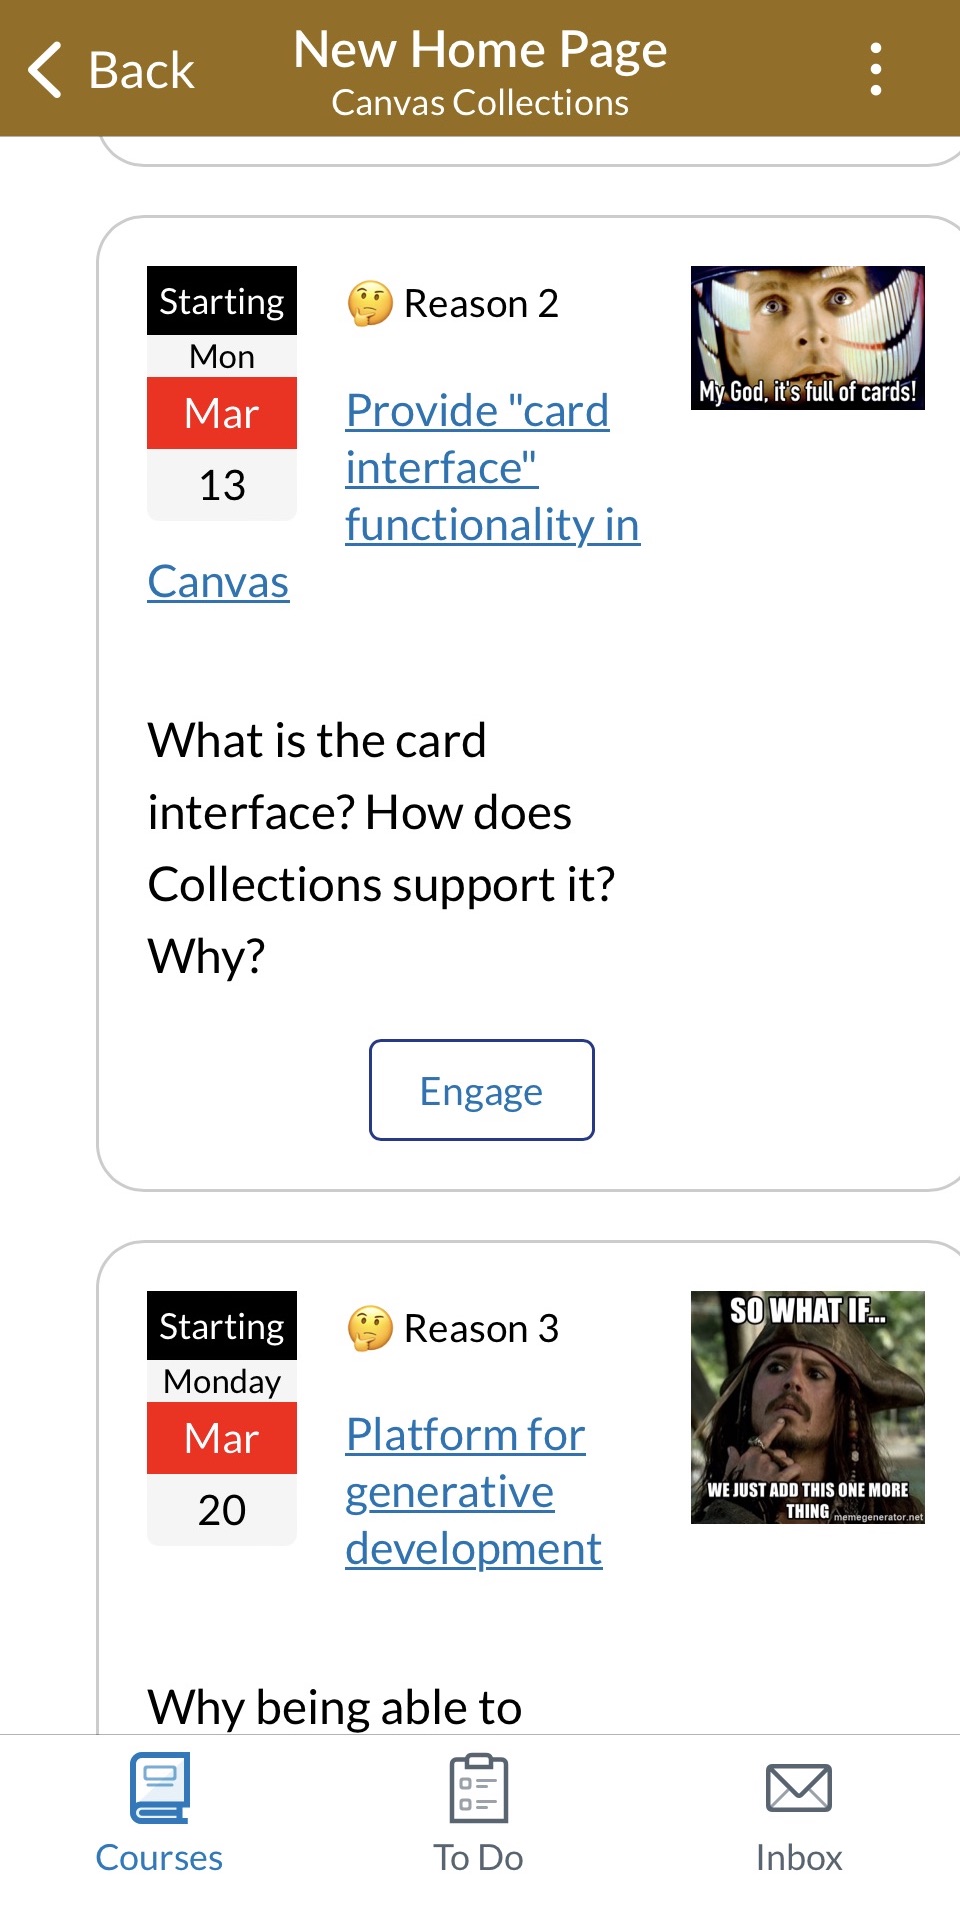 Back
New Home Page
Canvas Collections
Starting
Mon
Mar
13
🤔 Reason 2
Provide "card
interface"
functionality in
Canvas
My God, it's full of cards!
What is the card
interface? How does
Collections support it?
Why?
Engage
Starting
Monday
Mar
20
🤔 Reason 3
Platform for
generative
development
SO WHAT IF...
WE JUST ADD THIS ONE MORE
THING
memegenerator.net
Why being able to
Courses
To Do
Inbox